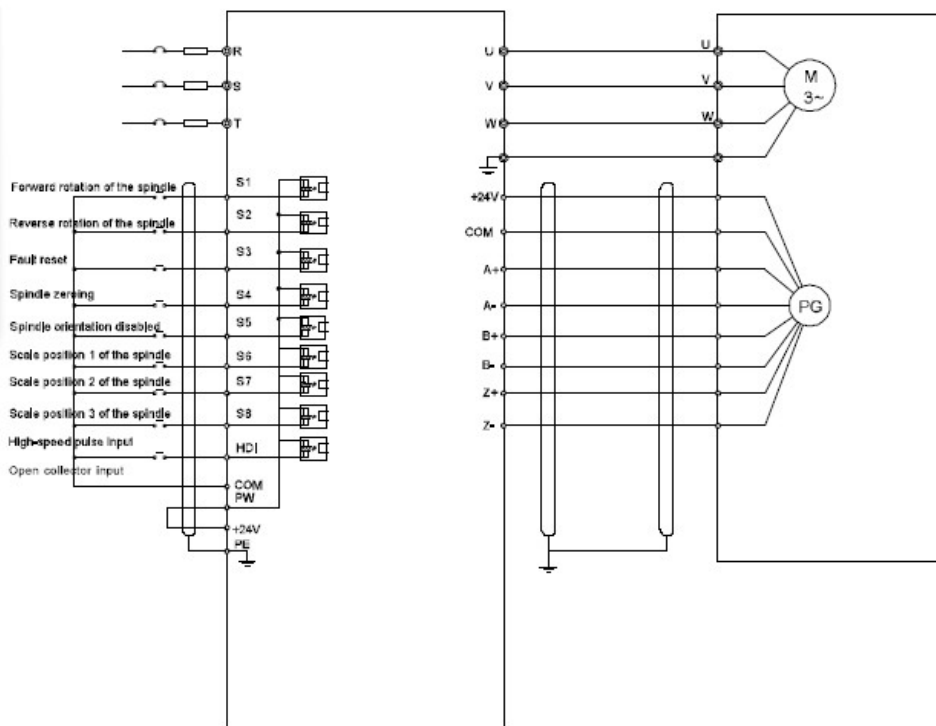 R
U
U
M
3~
S
V
V
T
W
W
Forward rotation of the spindle
S1
+24V
Reverse rotation of the spindle
S2
COM
Fault reset
S3
A+
Spindle zeroing
S4
A-
PG
Spindle orientation disabled
S5
B+
Scale position 1 of the spindle
S6
B-
Scale position 2 of the spindle
S7
Z+
Scale position 3 of the spindle
S8
Z-
High-speed pulse input
HDI
Open collector input
COM
PW
+24V
PE